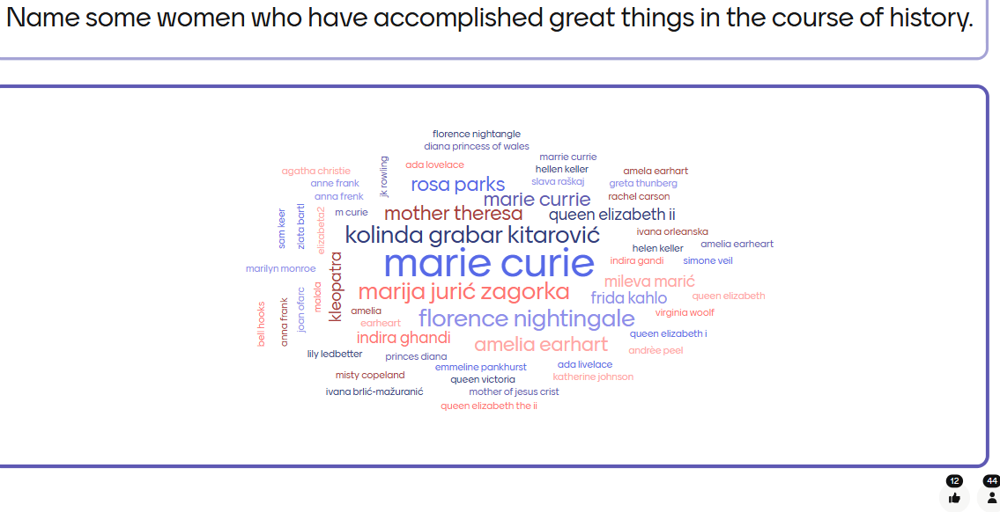 Name some women who have accomplished great things in the course of history.
florence nightangle
diana princess of wales
marrie currie
agatha christie
jk rowling
ada lovelace
hellen keller
amela earhart
anne frank
rosa parks
slava raškaj
greta thunberg
anna frenk
marie currie
rachel carson
sam keer
zlata bartl
elizabeta2
m curie
mother theresa
queen elizabeth ii
kolinda grabar kitarović
ivana orleanska
helen keller
amelia earheart
marilyn monroe
kleopatra
marie curie
indira gandi
simone veil
bell hooks
anna frank
joan ofarc
malala
marija jurić zagorka
mileva marić
frida kahlo
queen elizabeth
amelia
earheart
florence nightingale
virginia woolf
indira ghandi
amelia earhart
queen elizabeth i
andrèe peel
lily ledbetter
princes diana
emmeline pankhurst
ada livelace
misty copeland
queen victoria
katherine johnson
ivana brlić-mažuranić
mother of jesus crist
queen elizabeth the ii
12
44